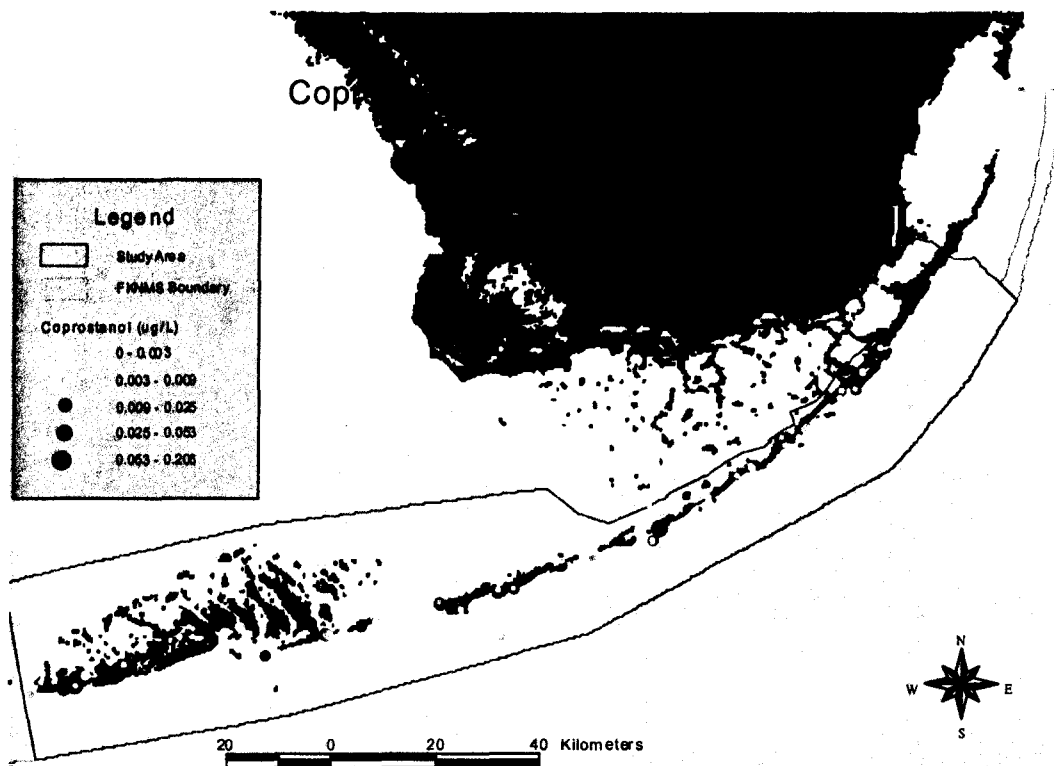 Legend
Study Area
FKNMS Boundary
Coprostanol (ug/L)
0 - 0.003
0.003 - 0.009
0.009 - 0.025
0.025 - 0.053
0.053 - 0.205
N
W E
S
20 0 20 40 Kilometers